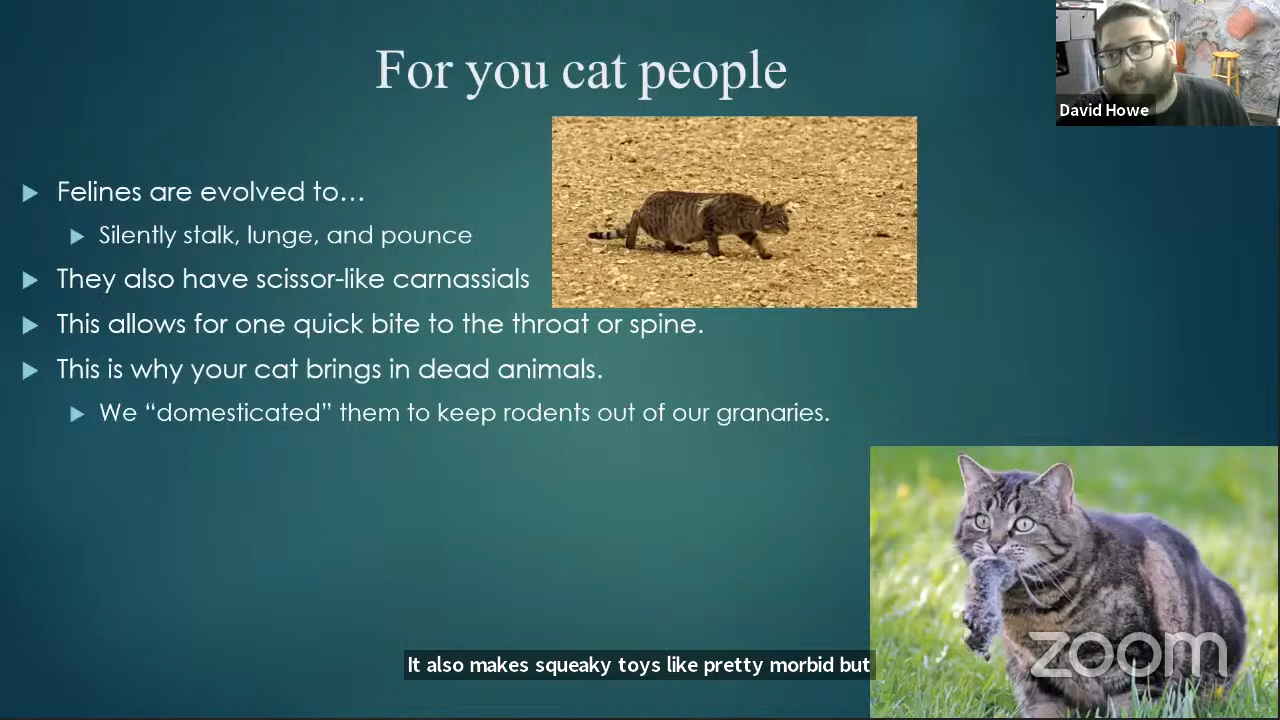 For you cat people
David Howe
Felines are evolved to…
Silently stalk, lunge, and pounce
They also have scissor-like carnassials
This allows for one quick bite to the throat or spine.
This is why your cat brings in dead animals.
We “domesticated” them to keep rodents out of our granaries.
zoom
It also makes squeaky toys like pretty morbid but